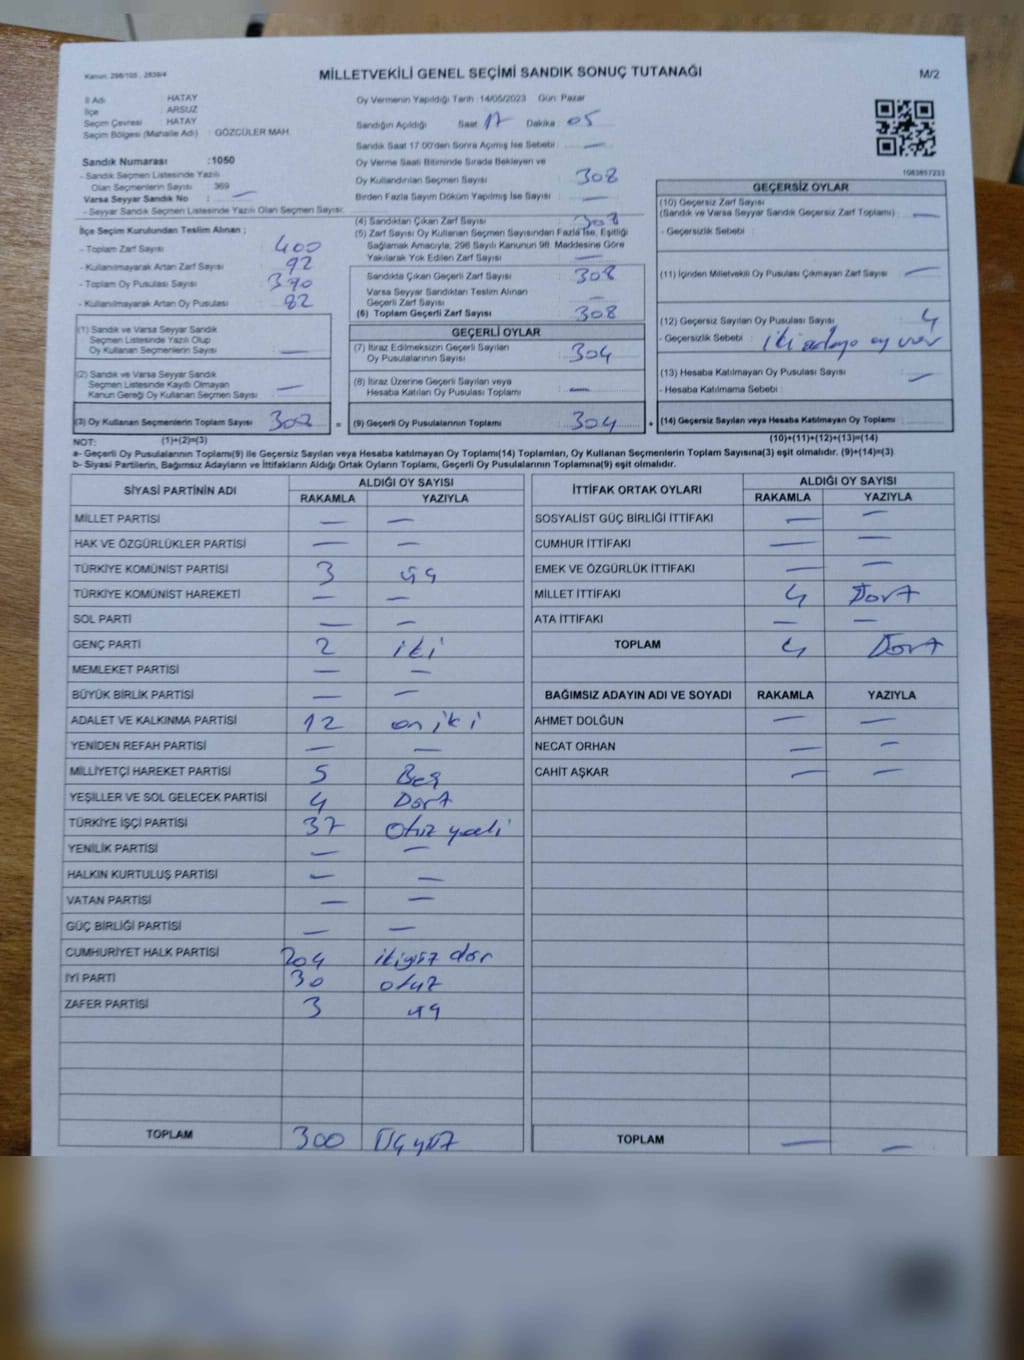 Kanun: 298/105 , 2839/4
MİLLETVEKİLİ GENEL SEÇİMİ SANDIK SONUÇ TUTANAĞI
M/2
İl Adı : HATAY
İlçe : ARSUZ
Seçim Çevresi : HATAY
Seçim Bölgesi (Mahalle Adı) : GÖZCÜLER MAH.
Sandık Numarası :1050
- Sandık Seçmen Listesinde Yazılı
Olan Seçmenlerin Sayısı 369
Varsa Seyyar Sandık No : —
- Seyyar Sandık Seçmen Listesinde Yazılı Olan Seçmen Sayısı:
İlçe Seçim Kurulundan Teslim Alınan ;
- Toplam Zarf Sayısı 400
- Kullanılmayarak Artan Zarf Sayısı 92
- Toplam Oy Pusulası Sayısı 390
- Kullanılmayarak Artan Oy Pusulası 82
(1) Sandık ve Varsa Seyyar Sandık
Seçmen Listesinde Yazılı Olup
Oy Kullanan Seçmenlerin Sayısı —
(2) Sandık ve Varsa Seyyar Sandık
Seçmen Listesinde Kayıtlı Olmayan
Kanun Gereği Oy Kullanan Seçmen Sayısı —
(3) Oy Kullanan Seçmenlerin Toplam Sayısı
(1)+(2)=(3)
Oy Vermenin Yapıldığı Tarih :14/05/2023 Gün: Pazar
Sandığın Açıldığı Saat 17 Dakika 05
Sandık Saat 17:00'den Sonra Açılmış İse Sebebi: —
Oy Verme Saati Bitiminde Sırada Bekleyen ve
Oy Kullandırılan Seçmen Sayısı 308
Birden Fazla Sayım Döküm Yapılmış İse Sayısı —
(4) Sandıktan Çıkan Zarf Sayısı 308
(5) Zarf Sayısı Oy Kullanan Seçmen Sayısından Fazla İse, Eşitliği
Sağlamak Amacıyla, 298 Sayılı Kanunun 98. Maddesine Göre
Yakılarak Yok Edilen Zarf Sayısı —
Sandıkta Çıkan Geçerli Zarf Sayısı 308
Varsa Seyyar Sandıktan Teslim Alınan
Geçerli Zarf Sayısı —
(6) Toplam Geçerli Zarf Sayısı 308
GEÇERLİ OYLAR
(7) İtiraz Edilmeksizin Geçerli Sayılan
Oy Pusulalarının Sayısı 304
(8) İtiraz Üzerine Geçerli Sayılan veya
Hesaba Katılan Oy Pusulası Toplamı —
= (9) Geçerli Oy Pusulalarının Toplamı 304 +
1083857233
GEÇERSİZ OYLAR
(10) Geçersiz Zarf Sayısı
(Sandık ve Varsa Seyyar Sandık Geçersiz Zarf Toplamı) —
- Geçersizlik Sebebi :
(11) İçinden Milletvekili Oy Pusulası Çıkmayan Zarf Sayısı —
(12) Geçersiz Sayılan Oy Pusulası Sayısı 4
- Geçersizlik Sebebi : iki adaya oy
(13) Hesaba Katılmayan Oy Pusulası Sayısı —
- Hesaba Katılmama Sebebi :
(14) Geçersiz Sayılan veya Hesaba Katılmayan Oy Toplamı
(10)+(11)+(12)+(13)=(14)
NOT:
a- Geçerli Oy Pusulalarının Toplamı(9) ile Geçersiz Sayılan veya Hesaba katılmayan Oy Toplamı(14) Toplamları, Oy Kullanan Seçmenlerin Toplam Sayısına(3) eşit olmalıdır. (9)+(14)=(3)
b- Siyasi Partilerin, Bağımsız Adayların ve İttifakların Aldığı Ortak Oyların Toplamı, Geçerli Oy Pusulalarının Toplamına(9) eşit olmalıdır.
SİYASİ PARTİNİN ADI ALDIĞI OY SAYISI
RAKAMLA YAZIYLA
MİLLET PARTİSİ — —
HAK VE ÖZGÜRLÜKLER PARTİSİ — —
TÜRKİYE KOMÜNİST PARTİSİ 3 üç
TÜRKİYE KOMÜNİST HAREKETİ — —
SOL PARTİ — —
GENÇ PARTİ 2 iki
MEMLEKET PARTİSİ — —
BÜYÜK BİRLİK PARTİSİ — —
ADALET VE KALKINMA PARTİSİ 12 on iki
YENİDEN REFAH PARTİSİ — —
MİLLİYETÇİ HAREKET PARTİSİ 5 Beş
YEŞİLLER VE SOL GELECEK PARTİSİ 4 Dört
TÜRKİYE İŞÇİ PARTİSİ 37 otuz yedi
YENİLİK PARTİSİ — —
HALKIN KURTULUŞ PARTİSİ — —
VATAN PARTİSİ — —
GÜÇ BİRLİĞİ PARTİSİ — —
CUMHURİYET HALK PARTİSİ 204 ikiyüz dör
İYİ PARTİ 30 otuz
ZAFER PARTİSİ 3 üç
TOPLAM 300 Üçyüz
İTTİFAK ORTAK OYLARI ALDIĞI OY SAYISI
RAKAMLA YAZIYLA
SOSYALİST GÜÇ BİRLİĞİ İTTİFAKI — —
CUMHUR İTTİFAKI — —
EMEK VE ÖZGÜRLÜK İTTİFAKI — —
MİLLET İTTİFAKI 4 Dört
ATA İTTİFAKI — —
TOPLAM 4 Dört
BAĞIMSIZ ADAYIN ADI VE SOYADI RAKAMLA YAZIYLA
AHMET DOLĞUN — —
NECAT ORHAN — —
CAHİT AŞKAR — —
TOPLAM — —